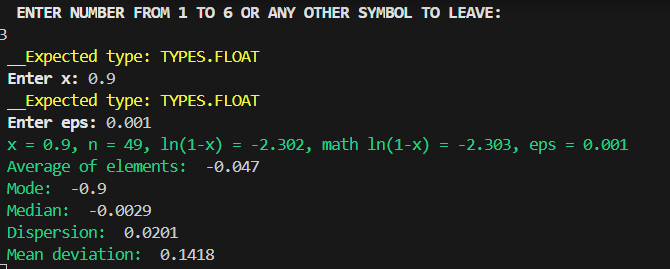 ENTER NUMBER FROM 1 TO 6 OR ANY OTHER SYMBOL TO LEAVE:
3
__Expected type: TYPES.FLOAT
Enter x: 0.9
__Expected type: TYPES.FLOAT
Enter eps: 0.001
x = 0.9, n = 49, ln(1-x) = -2.302, math ln(1-x) = -2.303, eps = 0.001
Average of elements:  -0.047
Mode:  -0.9
Median:  -0.0029
Dispersion:  0.0201
Mean deviation:  0.1418